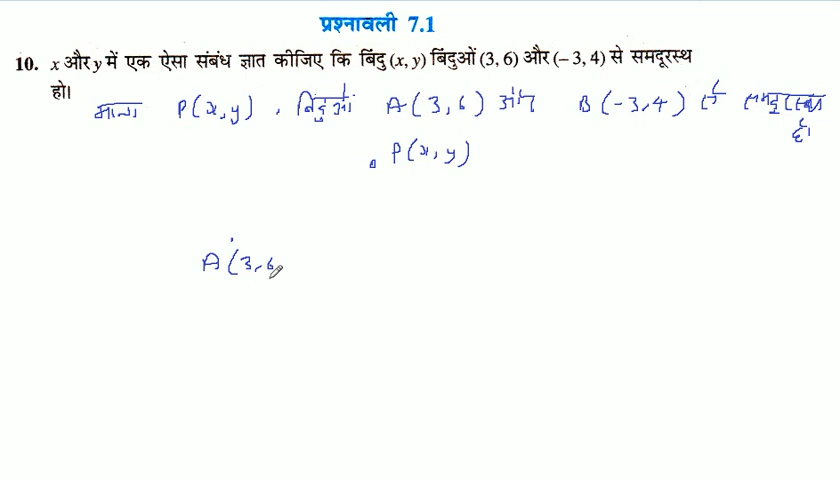 प्रश्नावली 7.1
10. x और y में एक ऐसा संबंध ज्ञात कीजिए कि बिंदु (x, y) बिंदुओं (3, 6) और (– 3, 4) से समदूरस्थ
हो।
माना P(x, y) , बिंदुओं A(3, 6) और B(-3, 4) से समदूरस्थ
है।
P(x, y)
A(3, 6